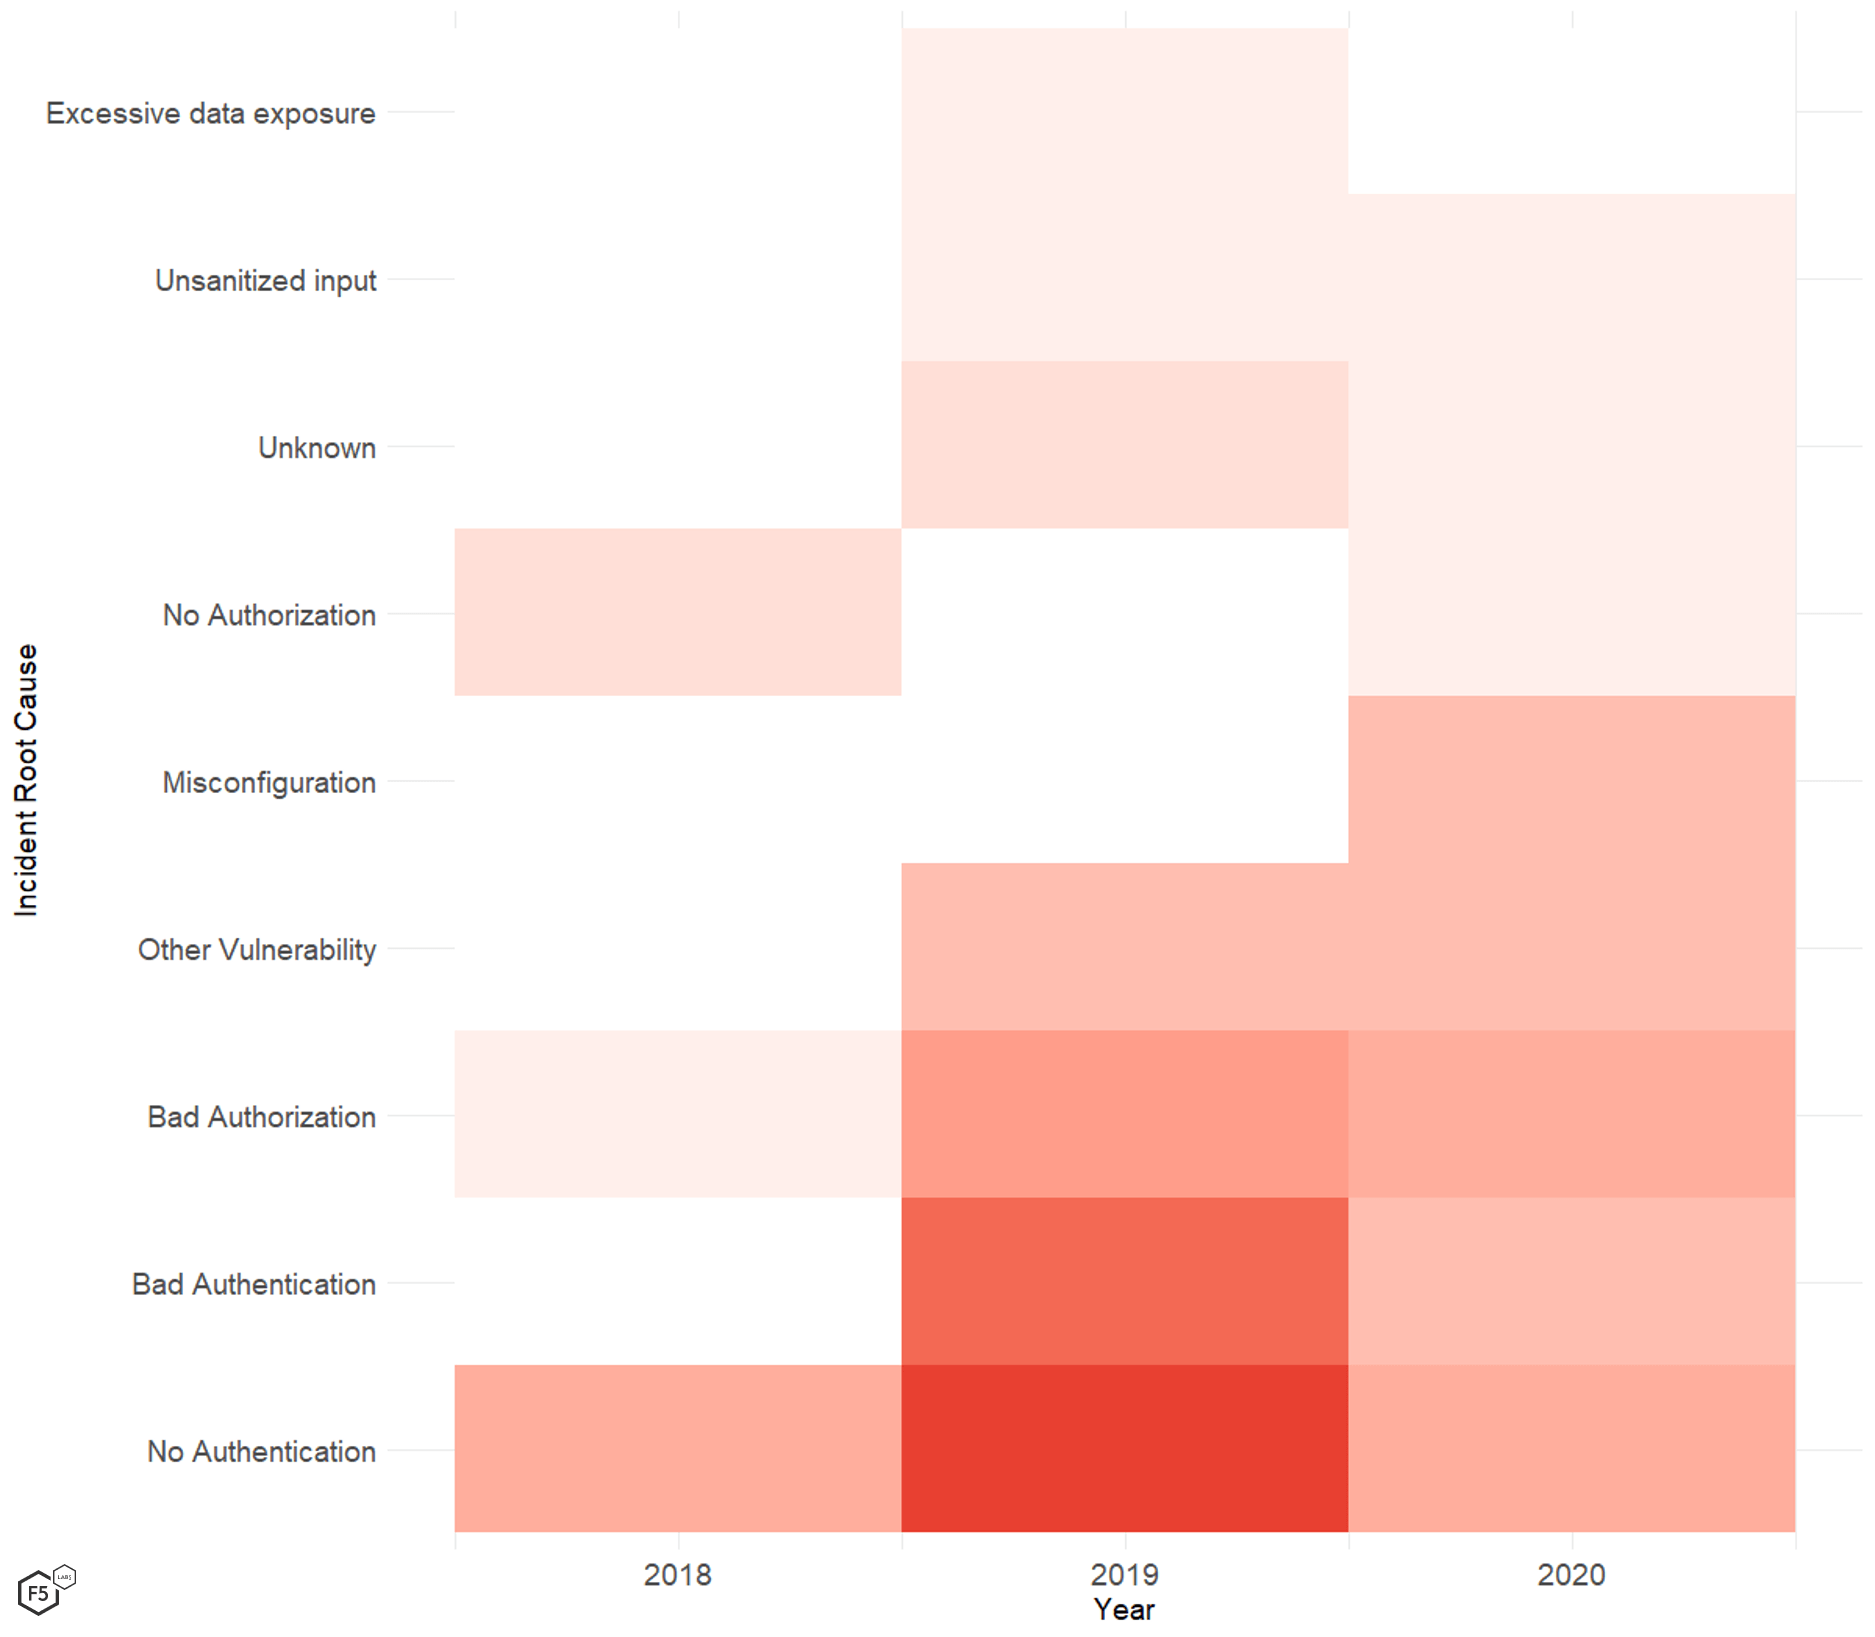 Excessive data exposure
Unsanitized input
Unknown
No Authorization
Misconfiguration
Other Vulnerability
Bad Authorization
Bad Authentication
No Authentication
Incident Root Cause
2018 2019 2020
Year
F5 LABS